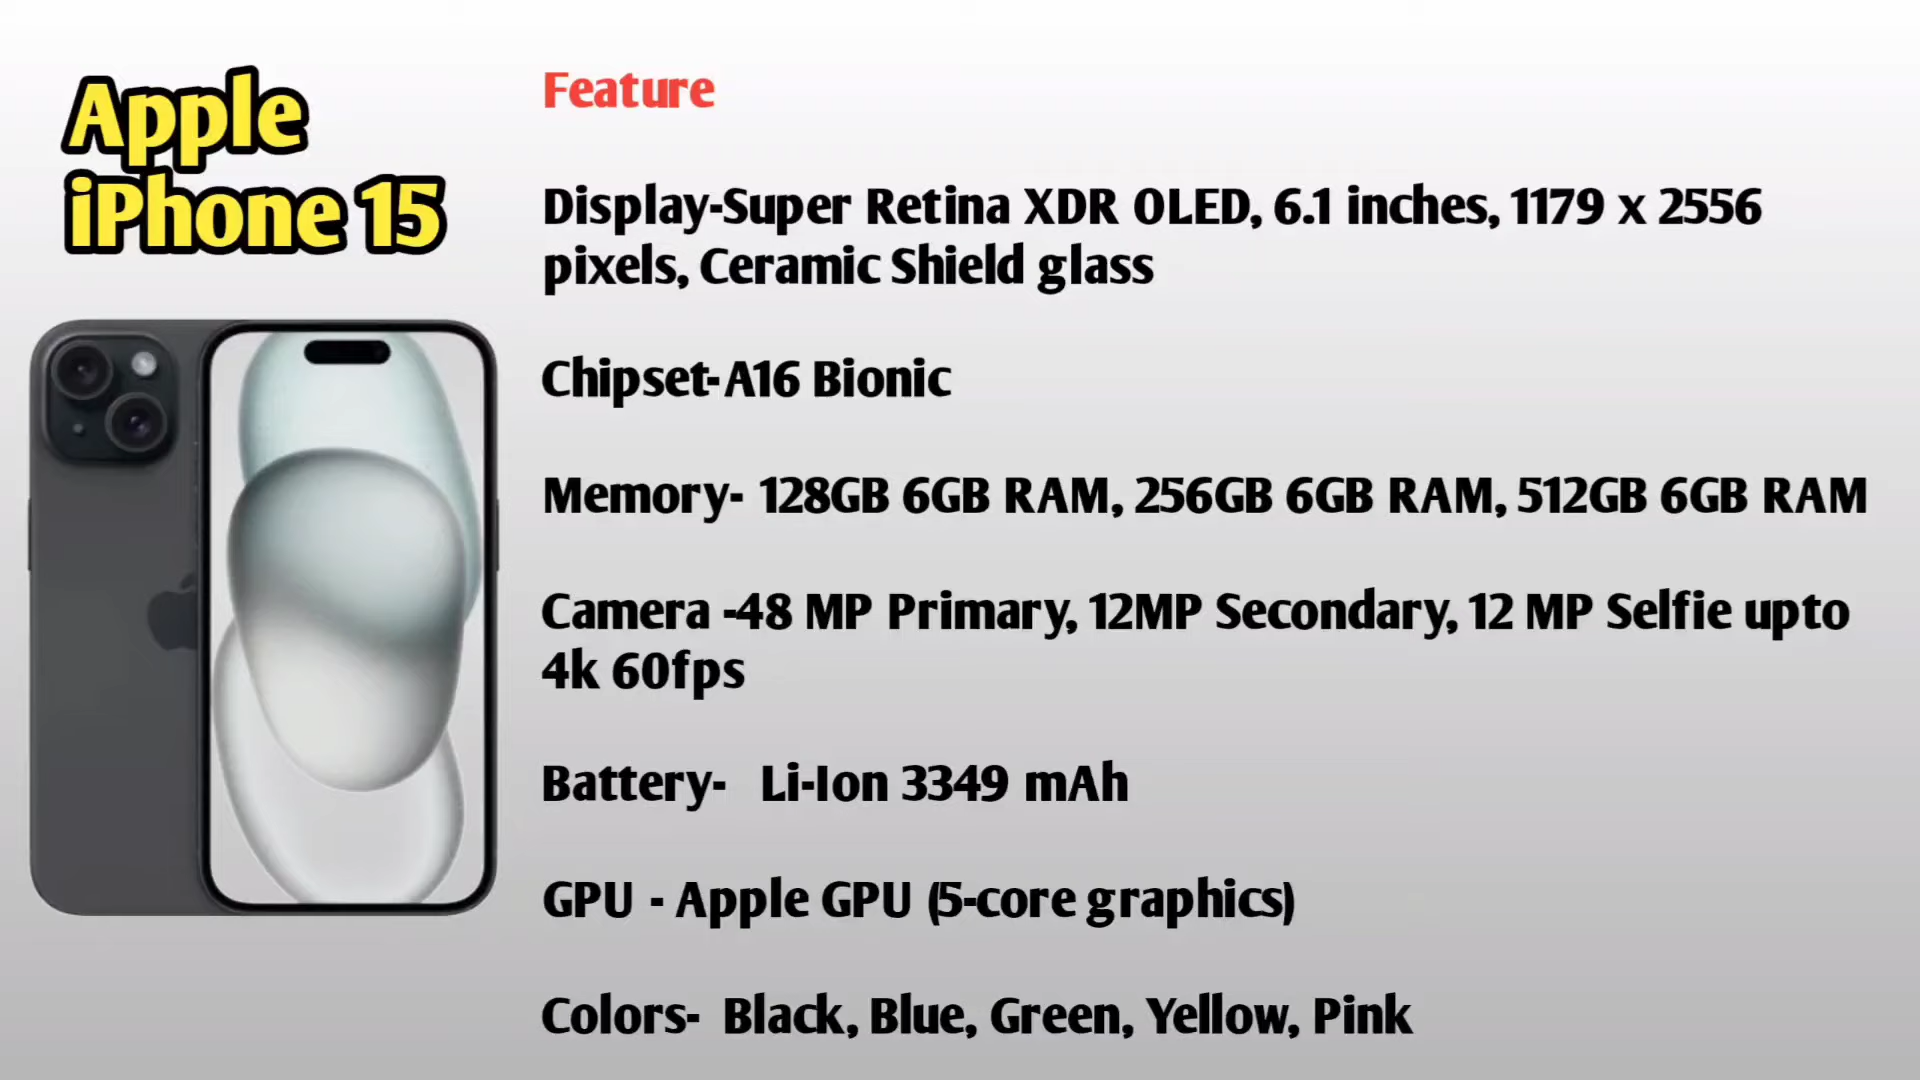 Apple
iPhone 15
Feature
Display-Super Retina XDR OLED, 6.1 inches, 1179 x 2556
pixels, Ceramic Shield glass
Chipset-A16 Bionic
Memory- 128GB 6GB RAM, 256GB 6GB RAM, 512GB 6GB RAM
Camera -48 MP Primary, 12MP Secondary, 12 MP Selfie upto
4k 60fps
Battery- Li-Ion 3349 mAh
GPU - Apple GPU (5-core graphics)
Colors- Black, Blue, Green, Yellow, Pink